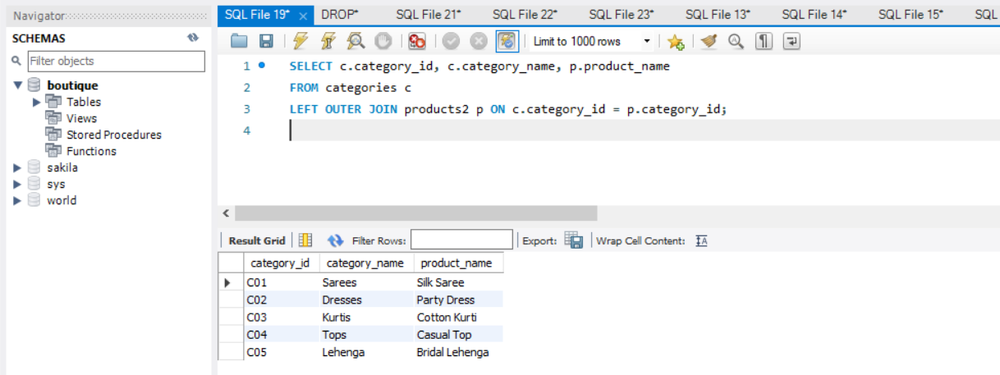 Navigator
SCHEMAS
Filter objects
boutique
Tables
Views
Stored Procedures
Functions
sakila
sys
world
SQL File 19* × DROP* SQL File 21* SQL File 22* SQL File 23* SQL File 13* SQL File 14* SQL File 15* SQL
Limit to 1000 rows
1 SELECT c.category_id, c.category_name, p.product_name
2 FROM categories c
3 LEFT OUTER JOIN products2 p ON c.category_id = p.category_id;
4
Result Grid Filter Rows: Export: Wrap Cell Content:
category_id category_name product_name
C01 Sarees Silk Saree
C02 Dresses Party Dress
C03 Kurtis Cotton Kurti
C04 Tops Casual Top
C05 Lehenga Bridal Lehenga